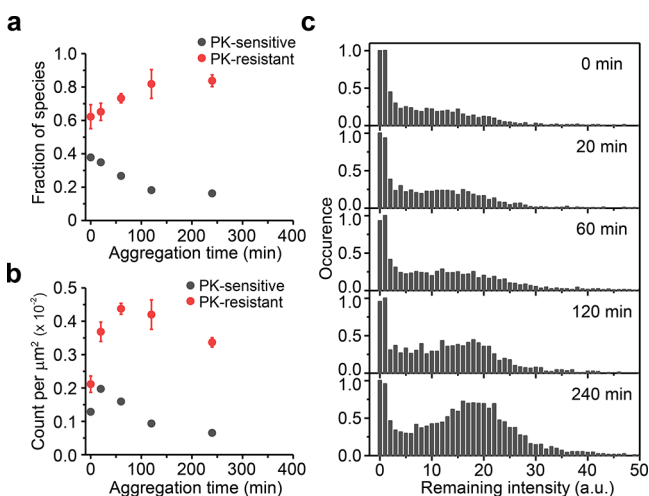 a
PK-sensitive
PK-resistant
Fraction of species
1
0.8
0.6
0.4
0.2
0
0 100 200 300 400
Aggregation time (min)
b
PK-sensitive
PK-resistant
Count per μm² (x 10⁻²)
0.5
0.4
0.3
0.2
0.1
0.0
0 100 200 300 400
Aggregation time (min)
c
Occurence
1.0
0.5
0 min
1.0
0.5
0.0
20 min
1.0
0.5
0.0
60 min
1.0
0.5
0.0
120 min
1.0
0.5
0.0
240 min
0 10 20 30 40 50
Remaining intensity (a.u.)